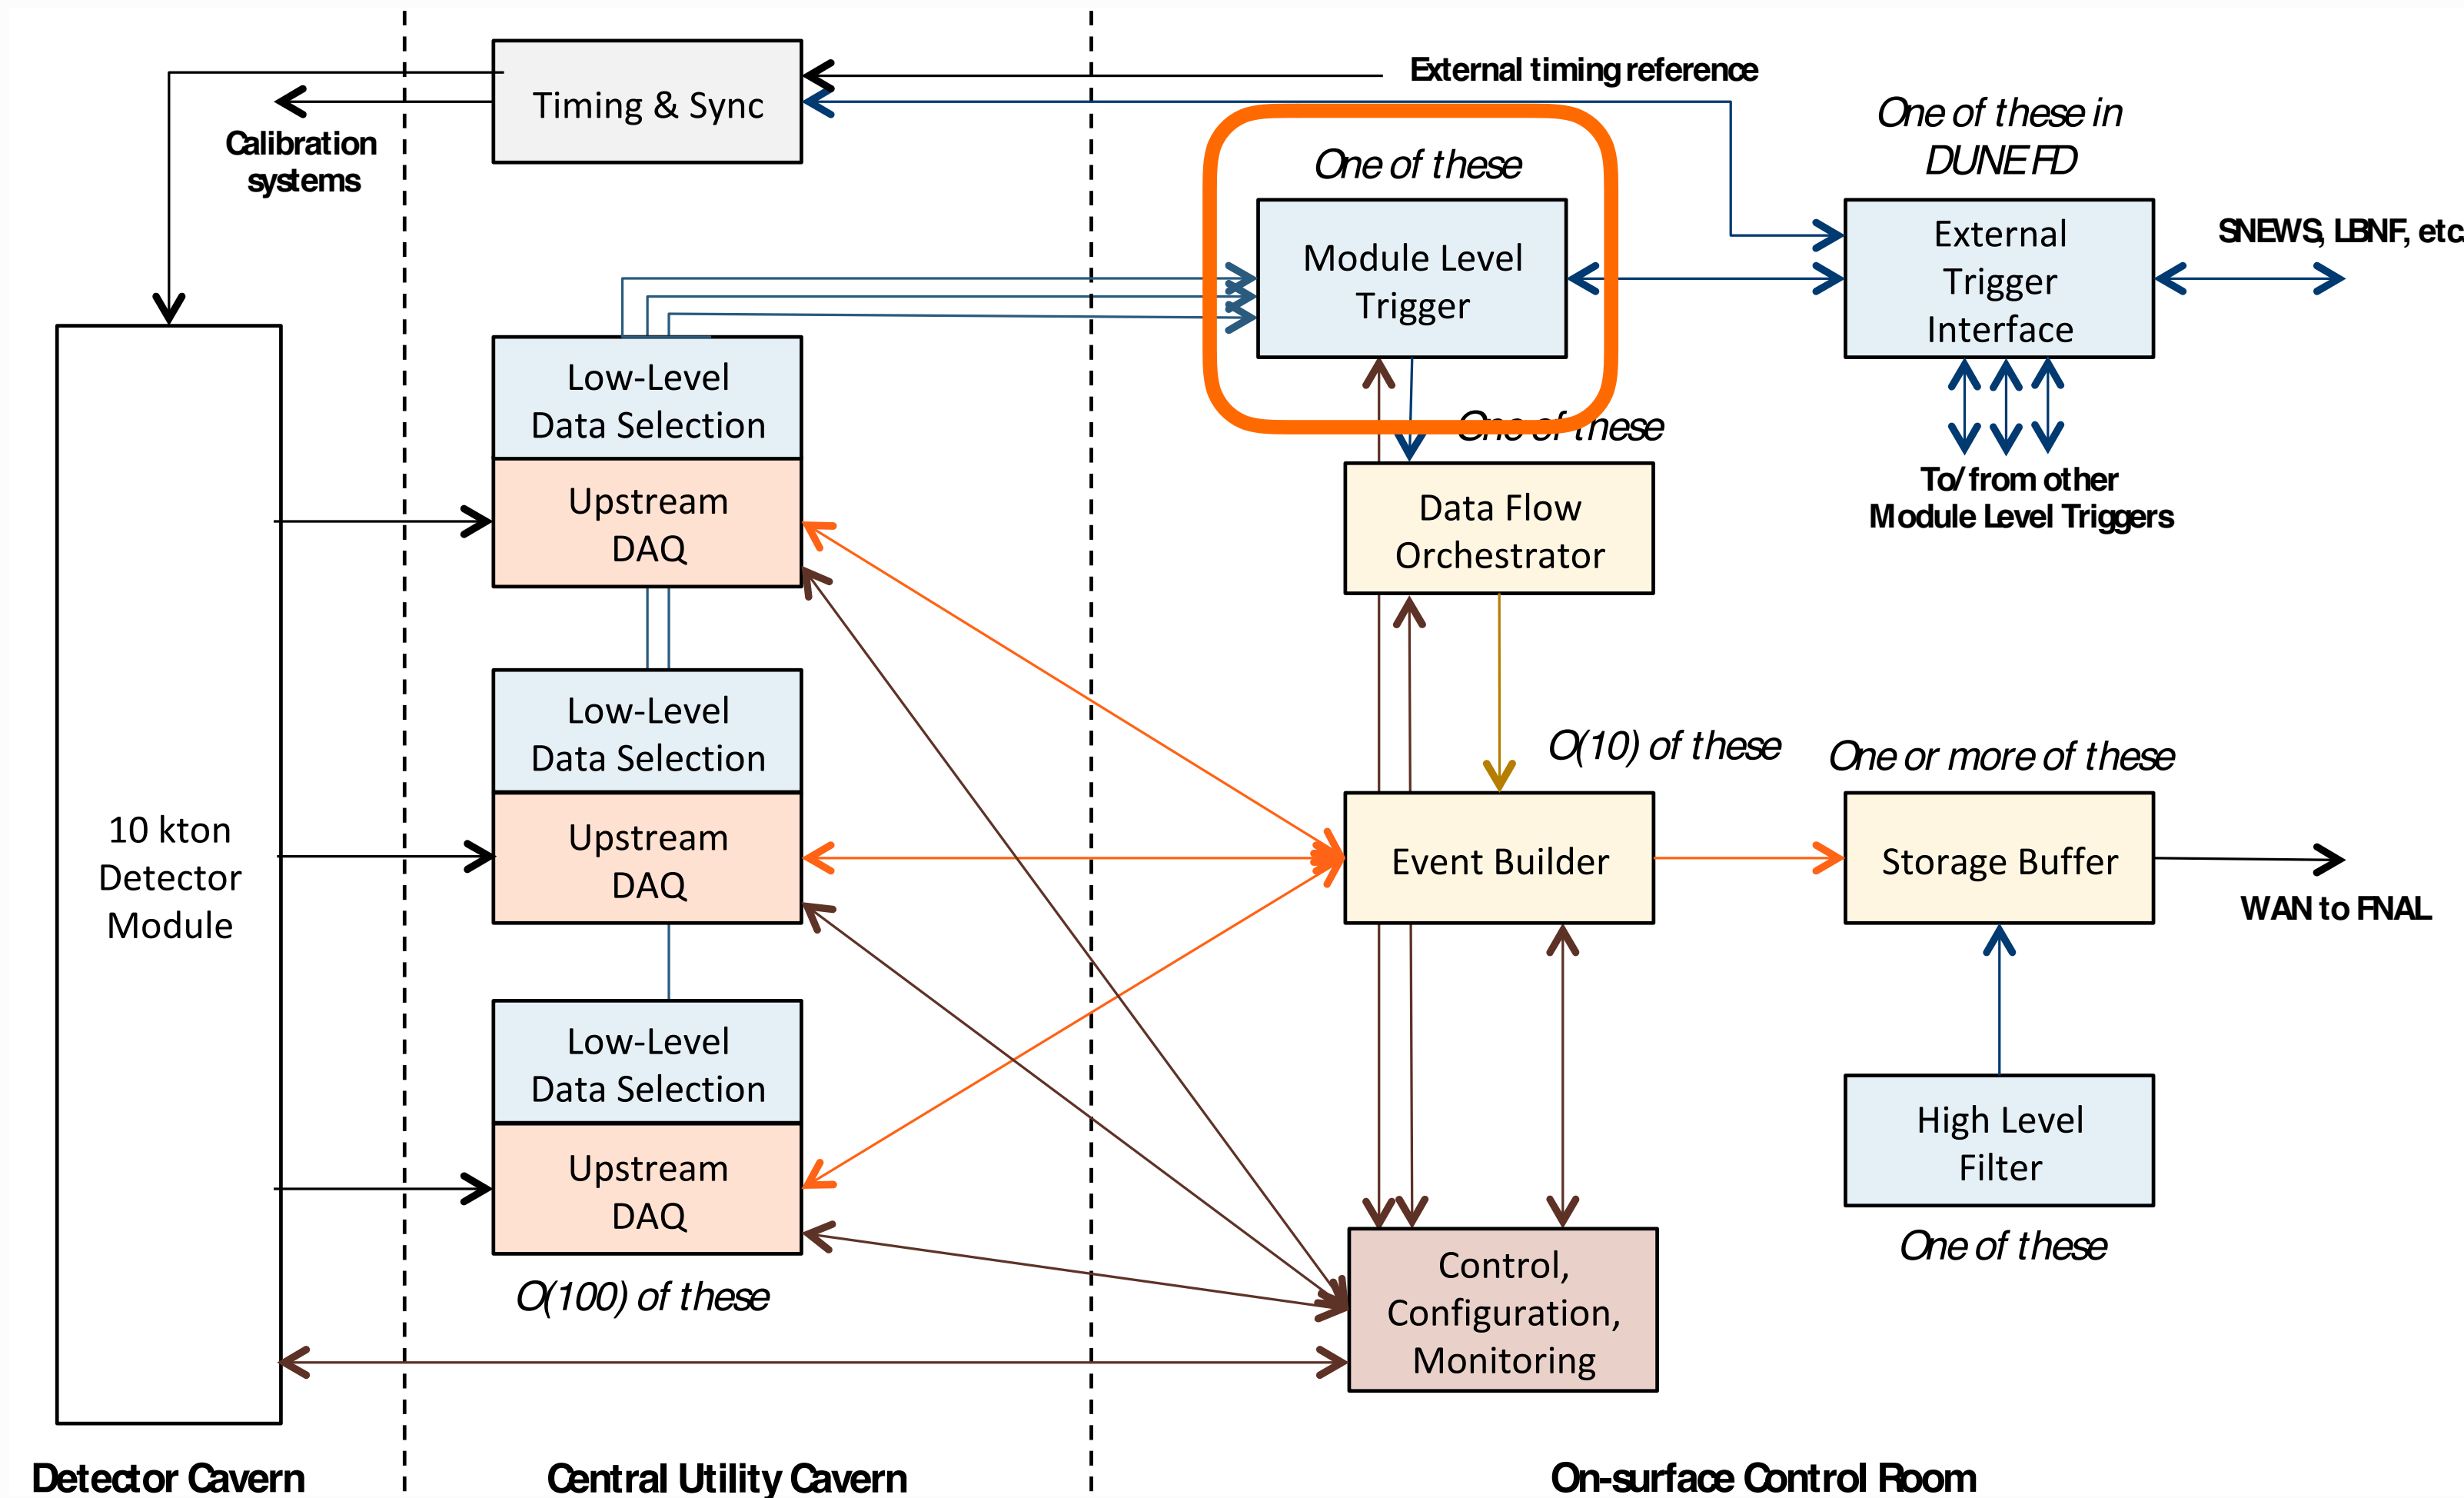 External timing reference
Timing & Sync
Calibration
systems
One of these in
DUNE FD
One of these
Module Level
Trigger
External
Trigger
Interface
SNEWS, LBNF, etc.
Low-Level
Data Selection
Upstream
DAQ
One of these
Data Flow
Orchestrator
To/from other
Module Level Triggers
10 kton
Detector
Module
Low-Level
Data Selection
Upstream
DAQ
O(10) of these
Event Builder
One or more of these
Storage Buffer
WAN to FNAL
Low-Level
Data Selection
Upstream
DAQ
O(100) of these
High Level
Filter
One of these
Control,
Configuration,
Monitoring
Detector Cavern
Central Utility Cavern
On-surface Control Room